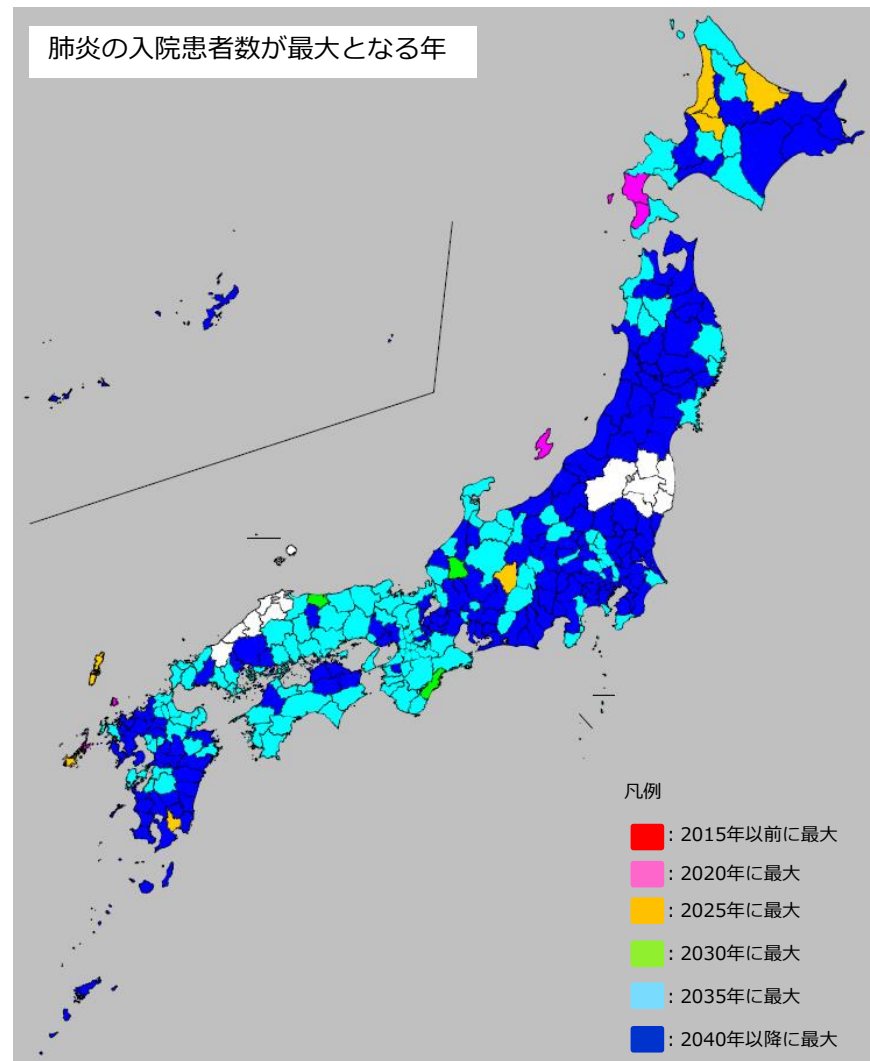 肺炎の入院患者数が最大となる年
凡例
：2015年以前に最大
：2020年に最大
：2025年に最大
：2030年に最大
：2035年に最大
：2040年以降に最大